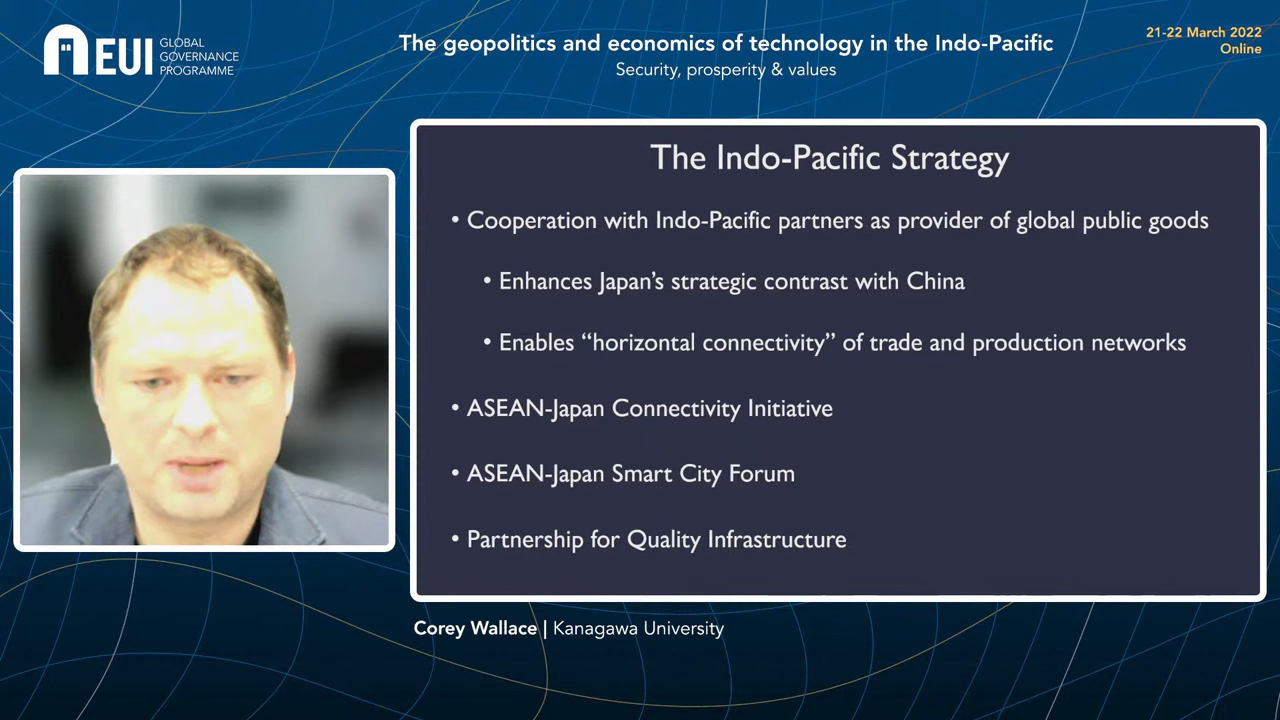 EUI
GLOBAL
GOVERNANCE
PROGRAMME
The geopolitics and economics of technology in the Indo-Pacific
Security, prosperity & values
21-22 March 2022
Online
The Indo-Pacific Strategy
• Cooperation with Indo-Pacific partners as provider of global public goods
• Enhances Japan’s strategic contrast with China
• Enables “horizontal connectivity” of trade and production networks
• ASEAN-Japan Connectivity Initiative
• ASEAN-Japan Smart City Forum
• Partnership for Quality Infrastructure
Corey Wallace | Kanagawa University